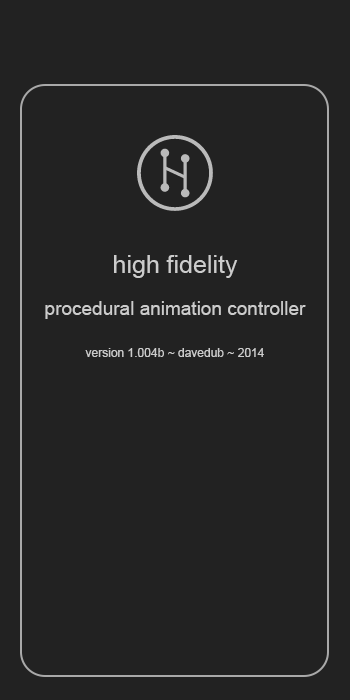 high fidelity
procedural animation controller
version 1.004b ~ davedub ~ 2014